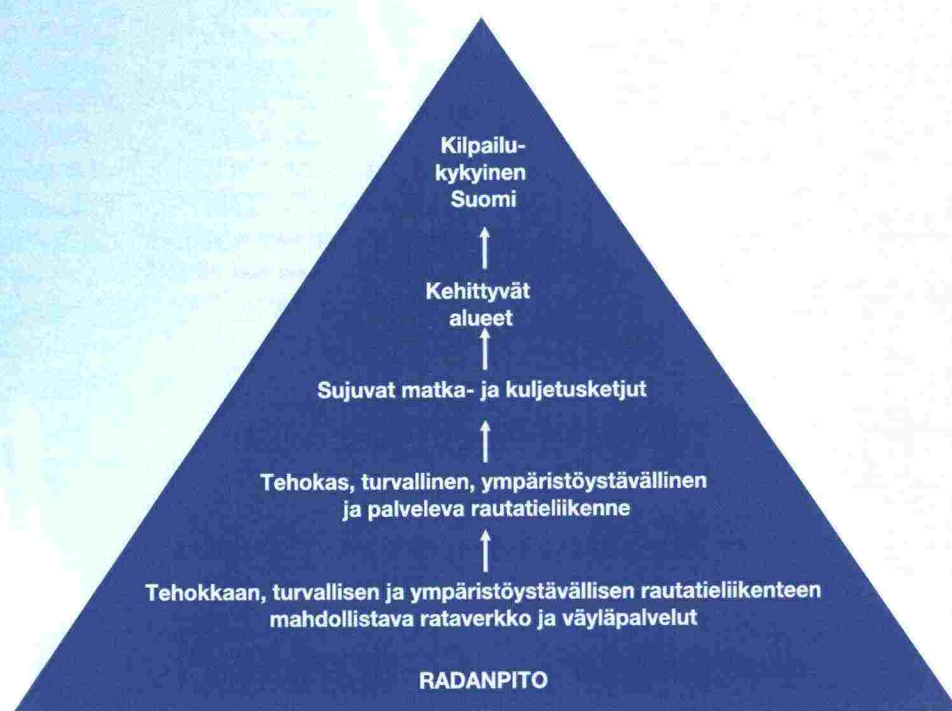 Kilpailu-
kykyinen
Suomi
Kehittyvät
alueet
Sujuvat matka- ja kuljetusketjut
Tehokas, turvallinen, ympäristöystävällinen
ja palveleva rautatieliikenne
Tehokkaan, turvallisen ja ympäristöystävällisen rautatieliikenteen
mahdollistava rataverkko ja väyläpalvelut
RADANPITO